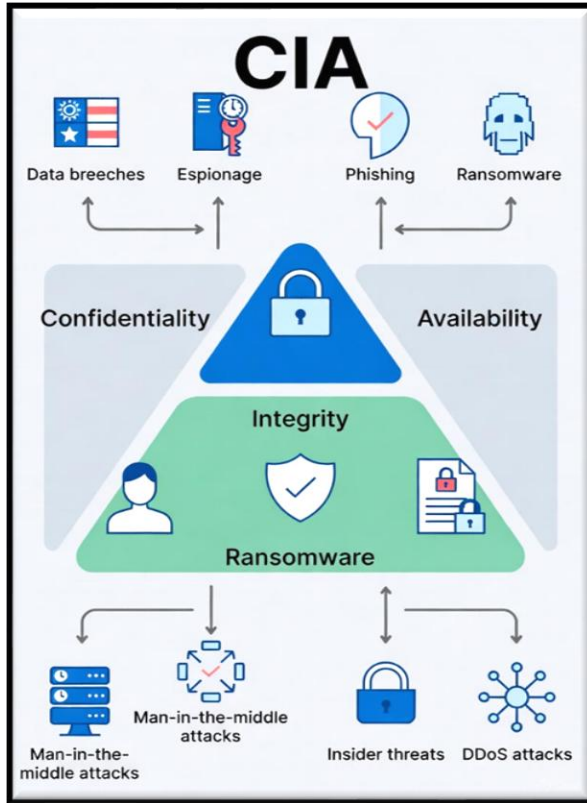 CIA
Data breeches
Espionage
Phishing
Ransomware
Confidentiality
Availability
Integrity
Ransomware
Man-in-the-
middle attacks
Man-in-the-middle
attacks
Insider threats
DDoS attacks